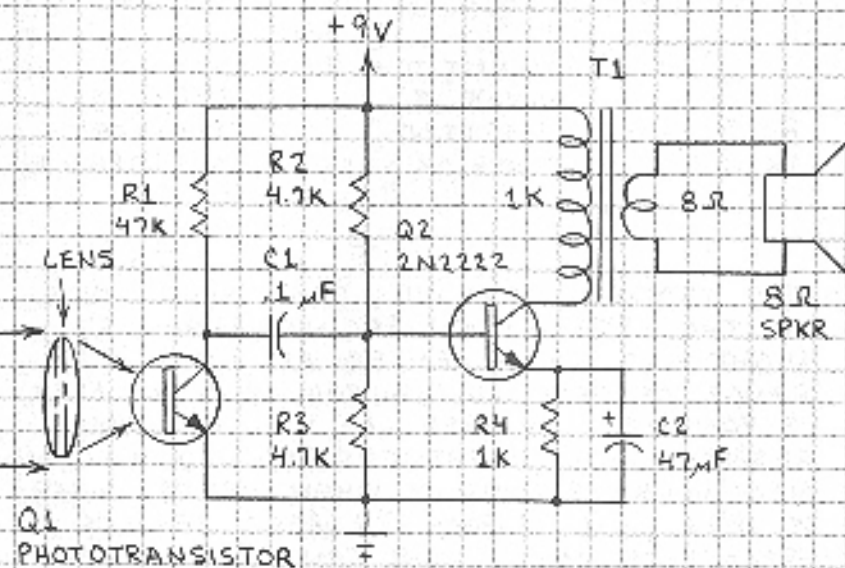 +9V
T1
R1
47K
R2
4.7K
1K
8Ω
Q2
2N2222
LENS
C1
.1 μF
8Ω
SPKR
R3
4.7K
R4
1K
+
C2
47μF
Q1
PHOTOTRANSISTOR